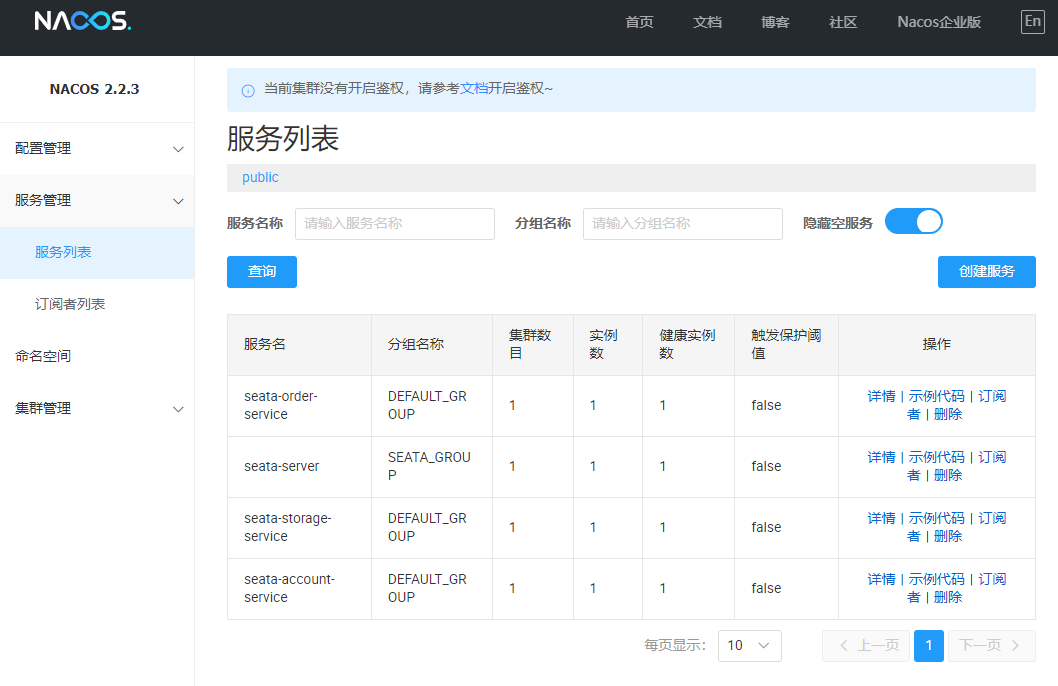 NACOS.
首页 文档 博客 社区 Nacos企业版 En
NACOS 2.2.3
配置管理
服务管理
服务列表
订阅者列表
命名空间
集群管理
当前集群没有开启鉴权，请参考文档开启鉴权~
服务列表
public
服务名称 请输入服务名称 分组名称 请输入分组名称 隐藏空服务
查询 创建服务
服务名 分组名称 集群数目 实例数 健康实例数 触发保护阈值 操作
seata-order-service DEFAULT_GROUP 1 1 1 false 详情 | 示例代码 | 订阅者 | 删除
seata-server SEATA_GROUP 1 1 1 false 详情 | 示例代码 | 订阅者 | 删除
seata-storage-service DEFAULT_GROUP 1 1 1 false 详情 | 示例代码 | 订阅者 | 删除
seata-account-service DEFAULT_GROUP 1 1 1 false 详情 | 示例代码 | 订阅者 | 删除
每页显示: 10 上一页 1 下一页